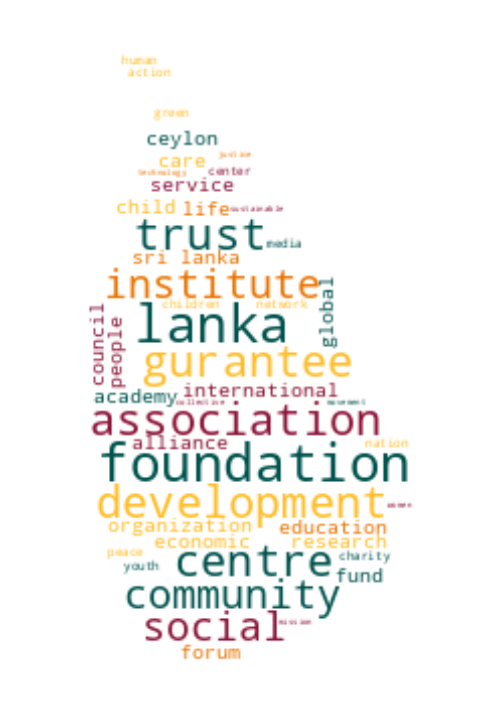 human
action
green
ceylon
justice
care
technology center
service
child life sustainable
trust media
sri lanka
institute
children network
global
lanka
council
people
gurantee
international
academy collective movement
association
alliance nation
foundation
development women
organization education
economic research
peace centre charity
youth fund
community
social mission
forum